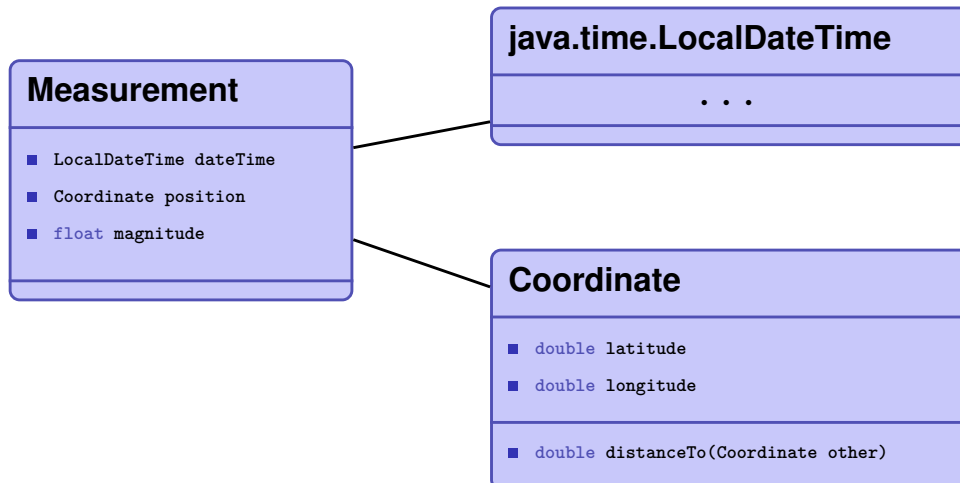 Measurement
LocalDateTime dateTime
Coordinate position
float magnitude
java.time.LocalDateTime
. . .
Coordinate
double latitude
double longitude
double distanceTo(Coordinate other)